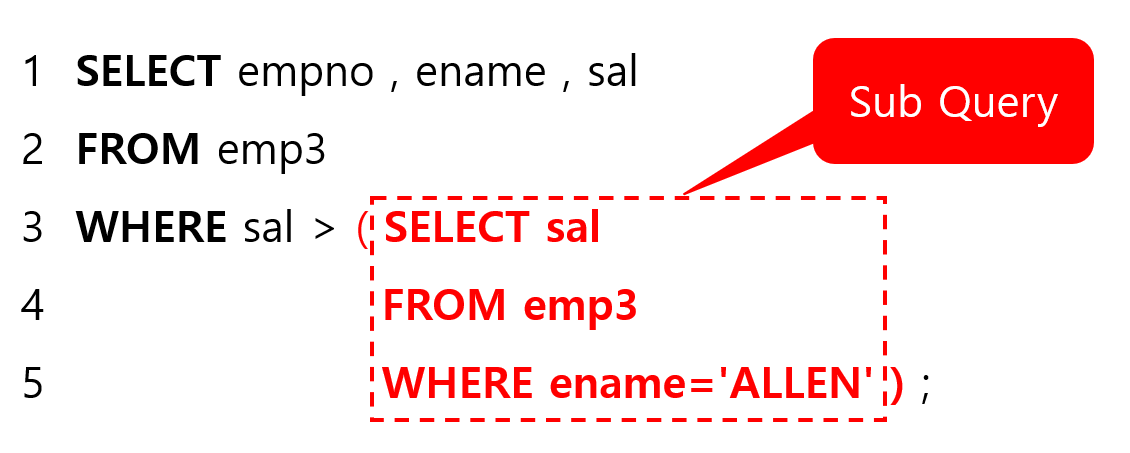 1 SELECT empno , ename , sal
Sub Query
2 FROM emp3
3 WHERE sal > ( SELECT sal
4 FROM emp3
5 WHERE ename='ALLEN' ) ;